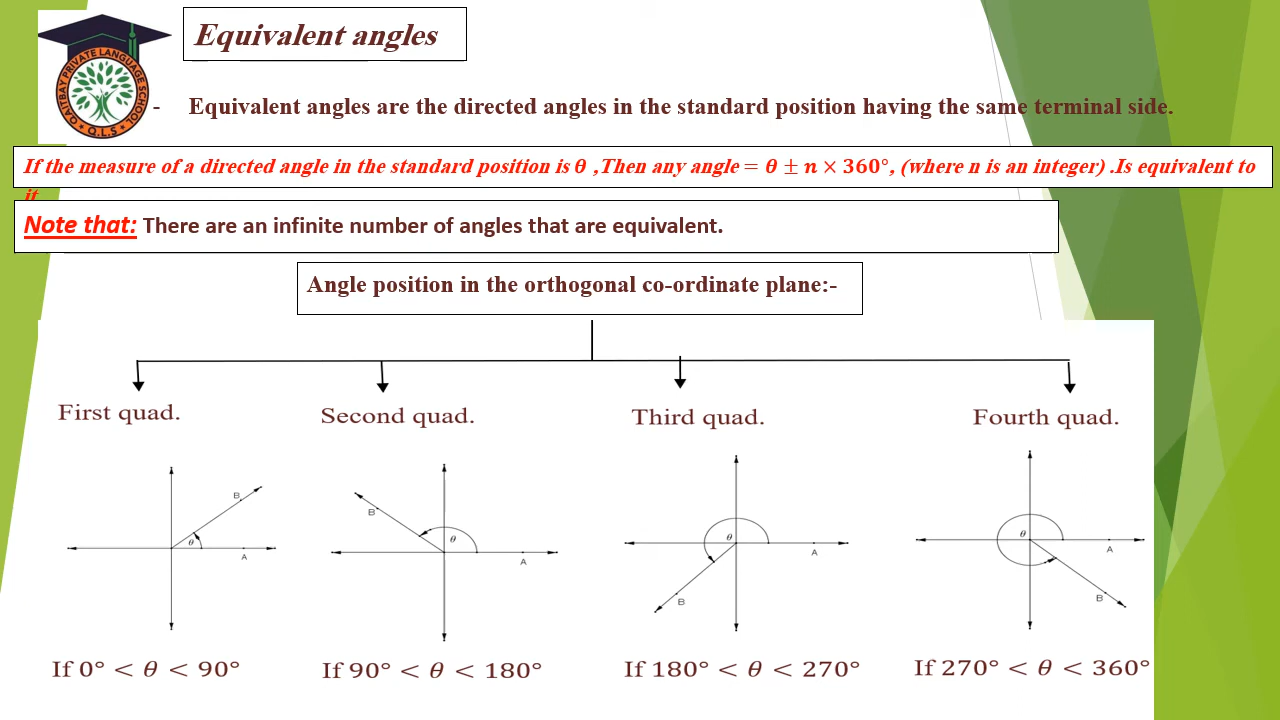 Equivalent angles
QAITBAY PRIVATE LANGUAGE SCHOOL
Q.L.S
- Equivalent angles are the directed angles in the standard position having the same terminal side.
If the measure of a directed angle in the standard position is θ ,Then any angle = θ ± n × 360°, (where n is an integer) .Is equivalent to
it
Note that: There are an infinite number of angles that are equivalent.
Angle position in the orthogonal co-ordinate plane:-
First quad. Second quad. Third quad. Fourth quad.
B θ A
B θ A
θ A B
θ A B
If 0° < θ < 90° If 90° < θ < 180° If 180° < θ < 270° If 270° < θ < 360°